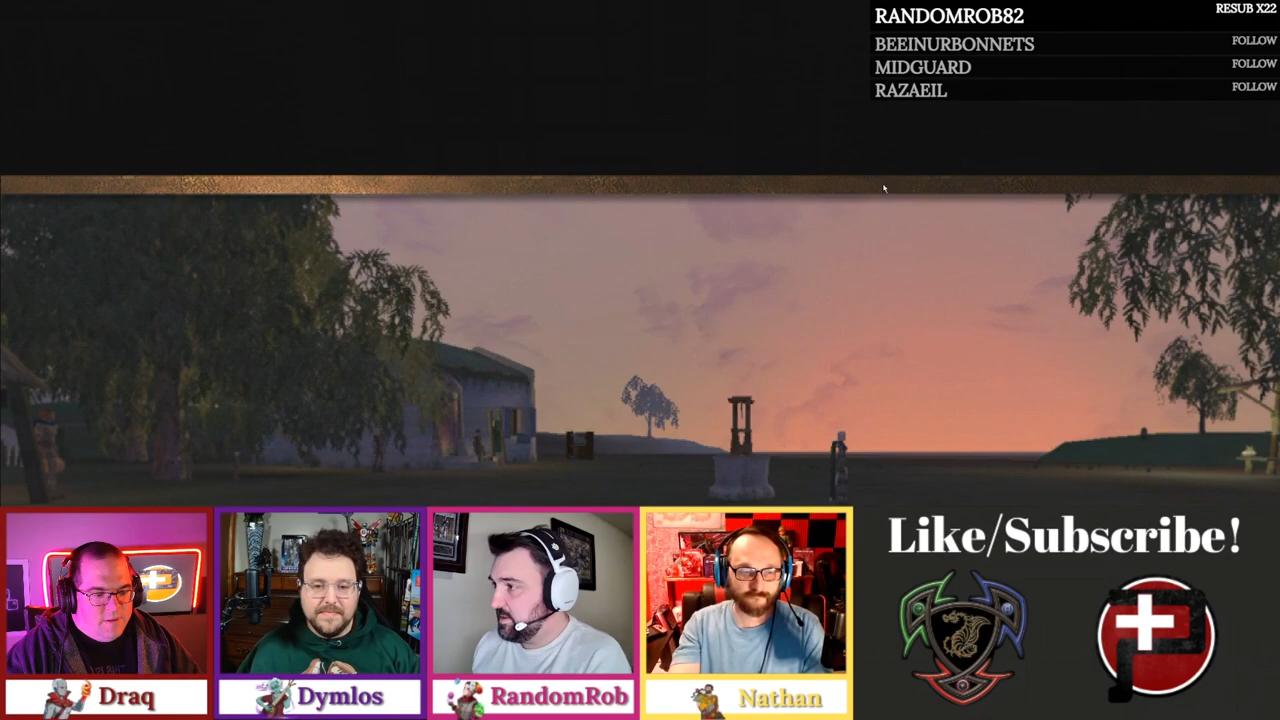 RANDOMROB82 RESUB X22
BEEINURBONNETS FOLLOW
MIDGUARD FOLLOW
RAZAEIL FOLLOW
Like/Subscribe!
Draq
Dymlos
RandomRob
Nathan